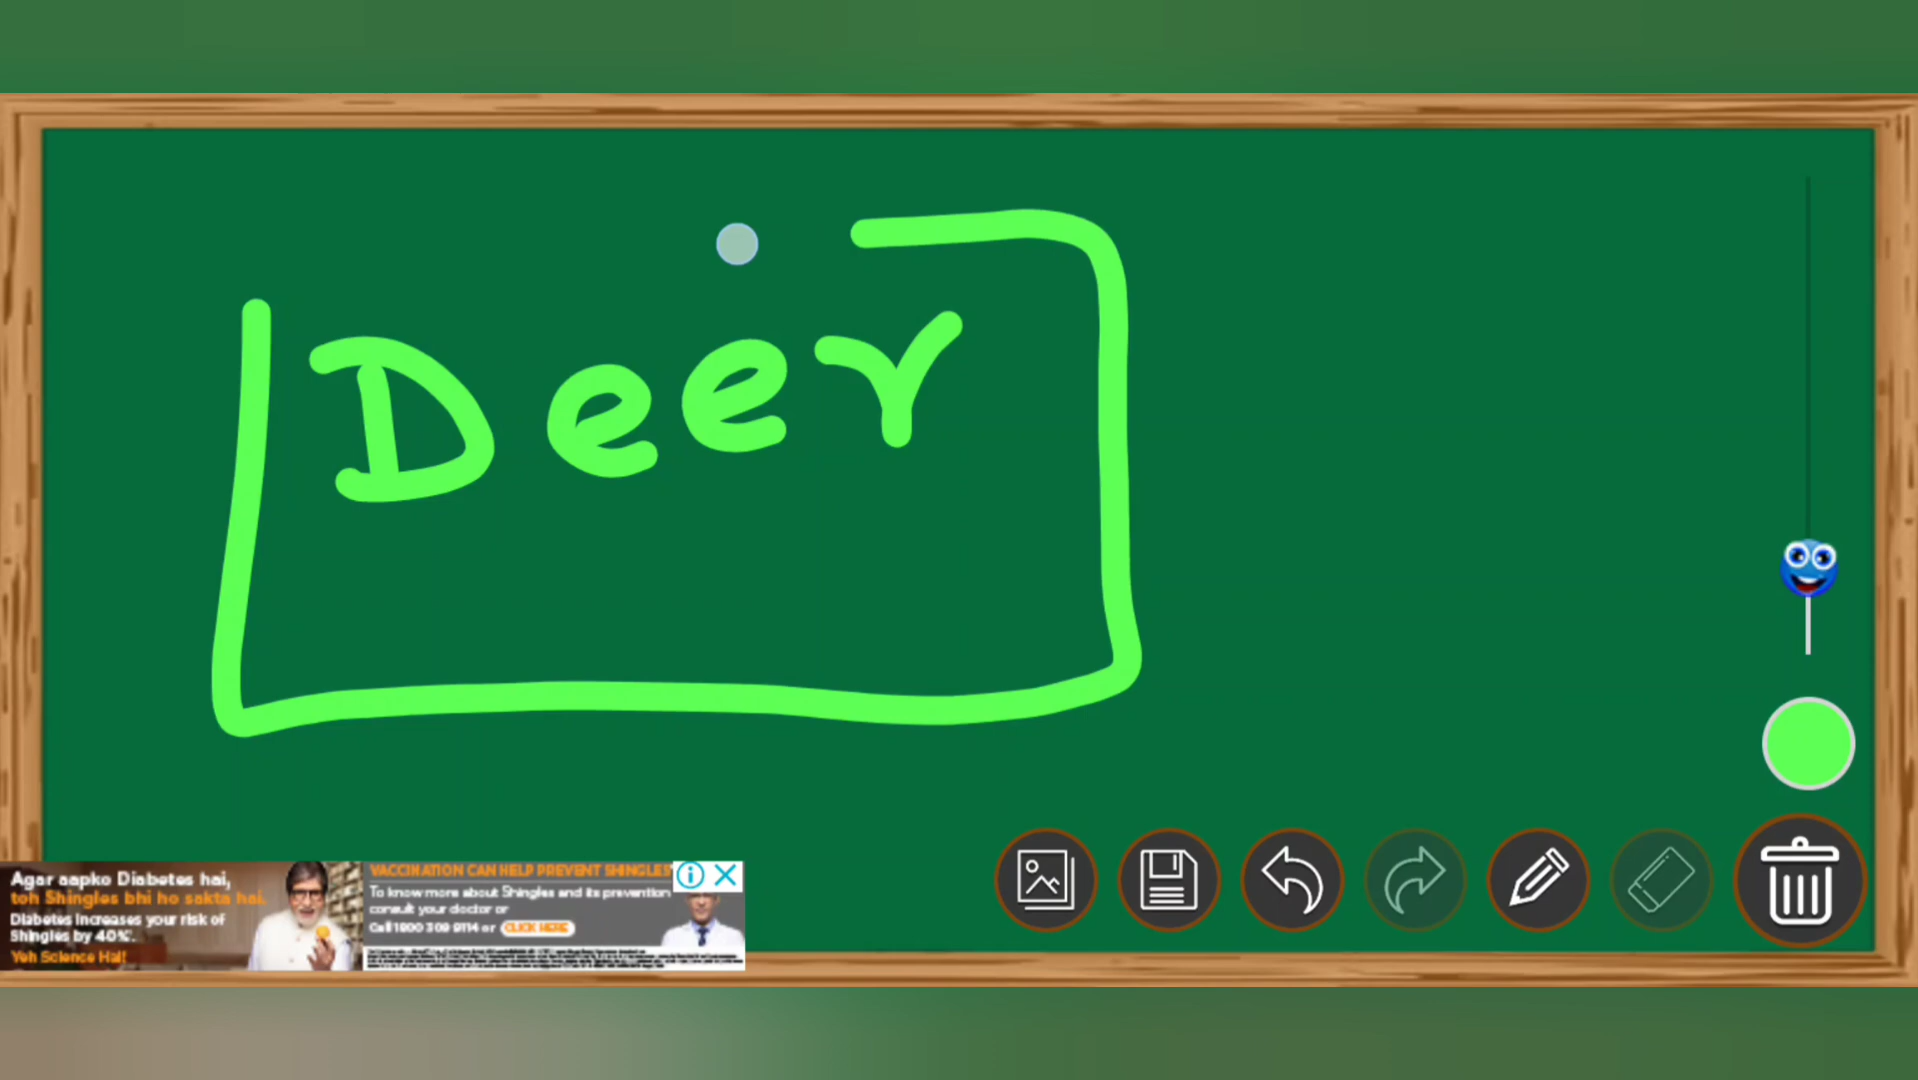 Deer
Agar aapko Diabetes hai,
toh Shingles bhi ho sakta hai.
Diabetes increases your risk of
Shingles by 40%.
Yeh Science Hai!
VACCINATION CAN HELP PREVENT SHINGLES
To know more about Shingles and its prevention
consult your doctor or
CLICK HERE